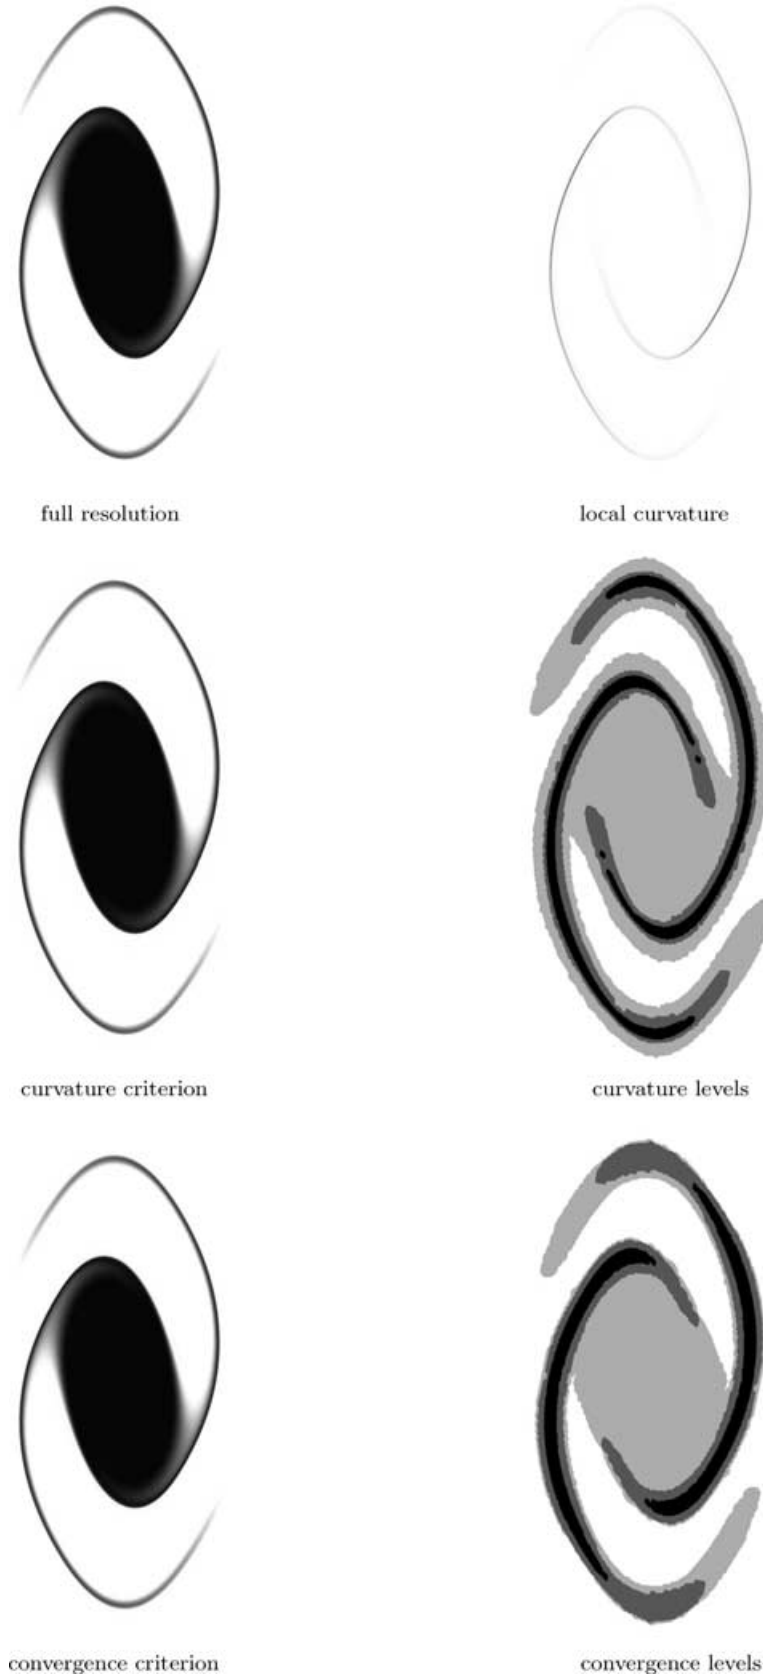 full resolution
local curvature
curvature criterion
curvature levels
convergence criterion
convergence levels